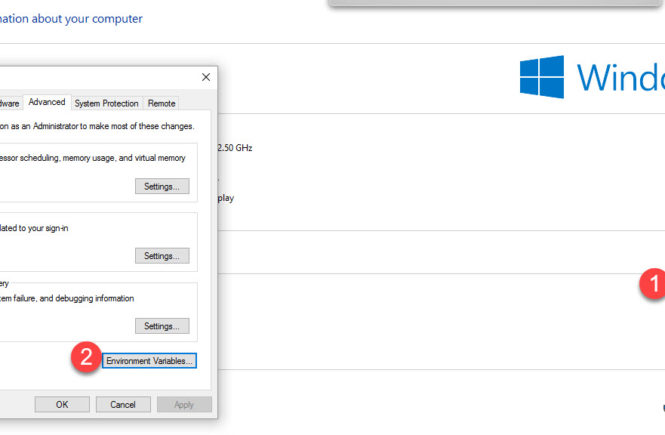 mation about your computer
Windo
dware Advanced System Protection Remote
on as an Administrator to make most of these changes.
2.50 GHz
essor scheduling, memory usage, and virtual memory
Settings...
play
lated to your sign-in
Settings...
ery
1
tem failure, and debugging information
Settings...
2 Environment Variables...
OK Cancel Apply